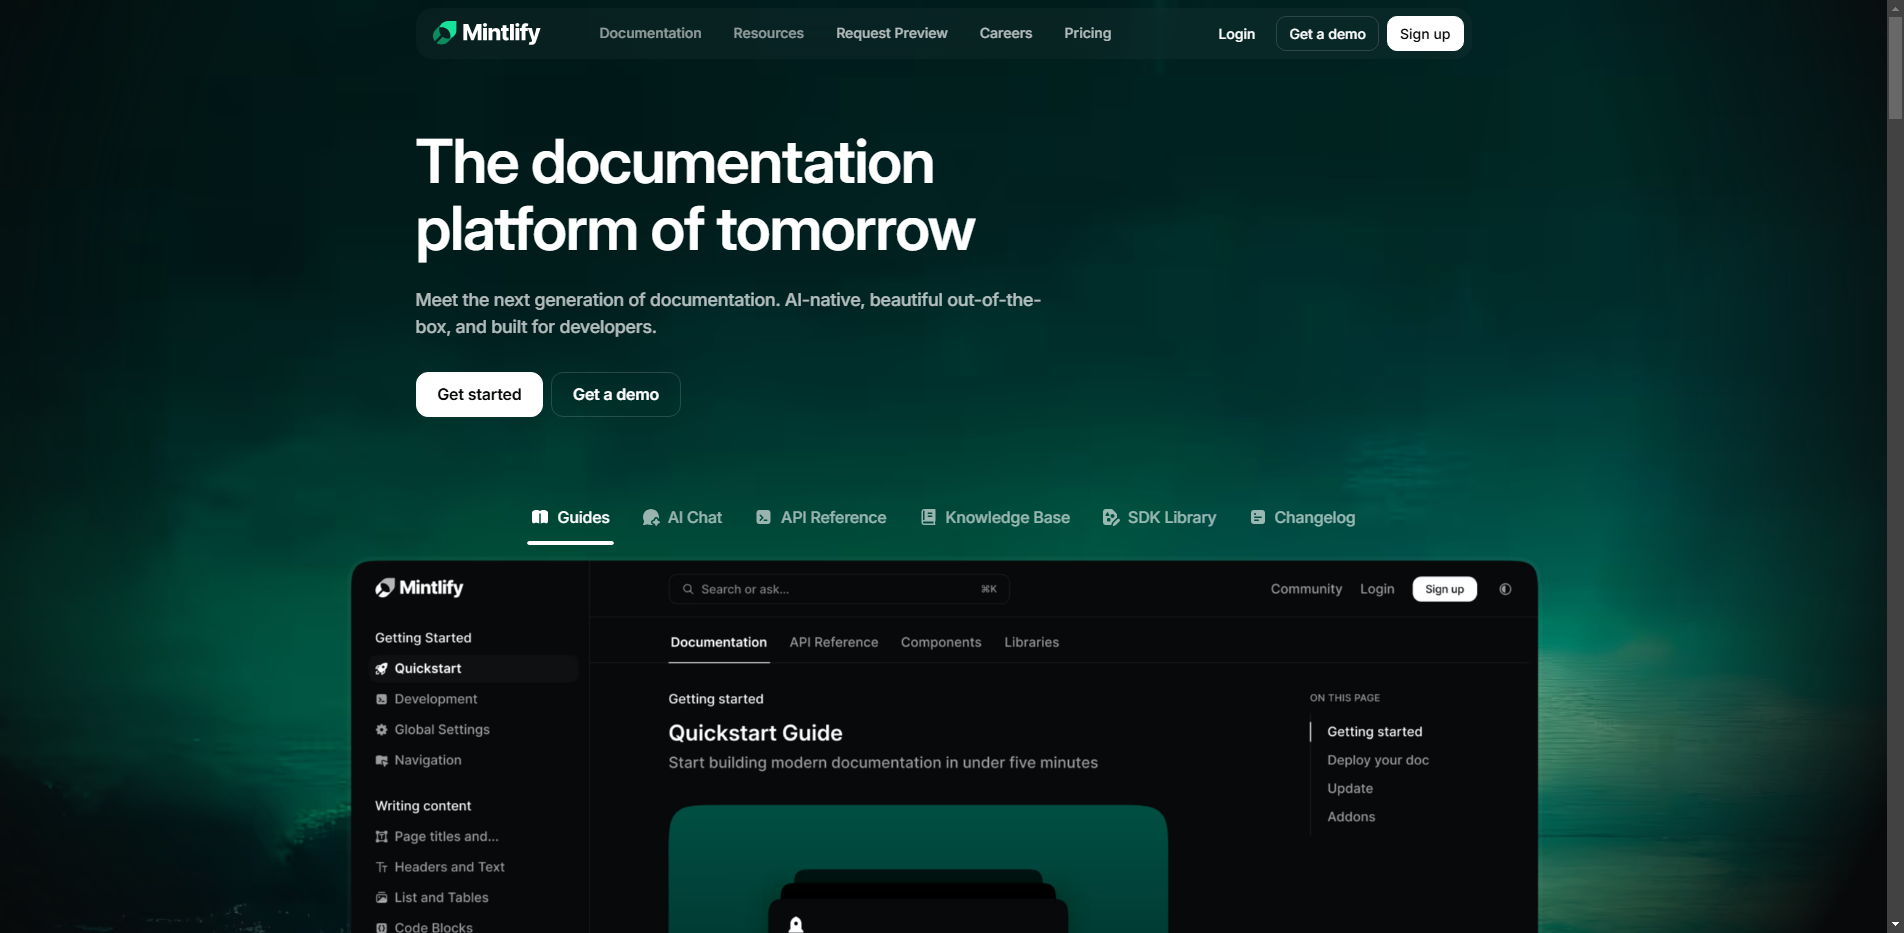 Mintlify
Documentation
Resources
Request Preview
Careers
Pricing
Login
Get a demo
Sign up
The documentation
platform of tomorrow
Meet the next generation of documentation. AI-native, beautiful out-of-the-
box, and built for developers.
Get started
Get a demo
Guides
AI Chat
API Reference
Knowledge Base
SDK Library
Changelog
Mintlify
Search or ask...
⌘K
Community
Login
Sign up
Getting Started
Quickstart
Development
Global Settings
Navigation
Writing content
Page titles and...
Headers and Text
List and Tables
Code Blocks
Documentation
API Reference
Components
Libraries
Getting started
Quickstart Guide
Start building modern documentation in under five minutes
ON THIS PAGE
Getting started
Deploy your doc
Update
Addons